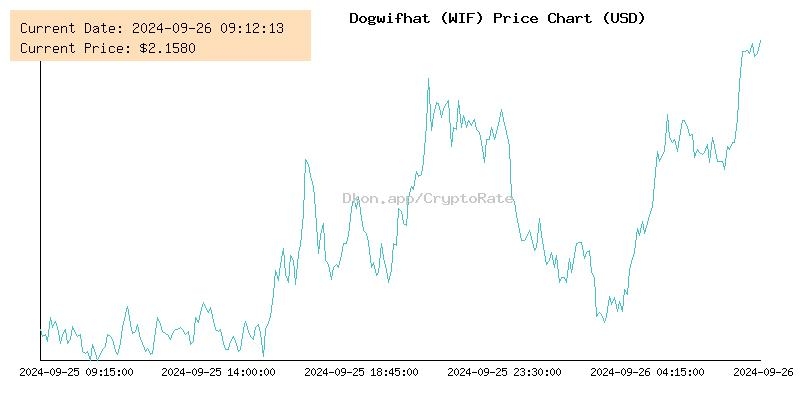 Dogwifhat (WIF) Price Chart (USD)
Current Date: 2024-09-26 09:12:13
Current Price: $2.1580
Dkon.app/CryptoRate
2024-09-25 09:15:00 2024-09-25 14:00:00 2024-09-25 18:45:00 2024-09-25 23:30:00 2024-09-26 04:15:00 2024-09-26